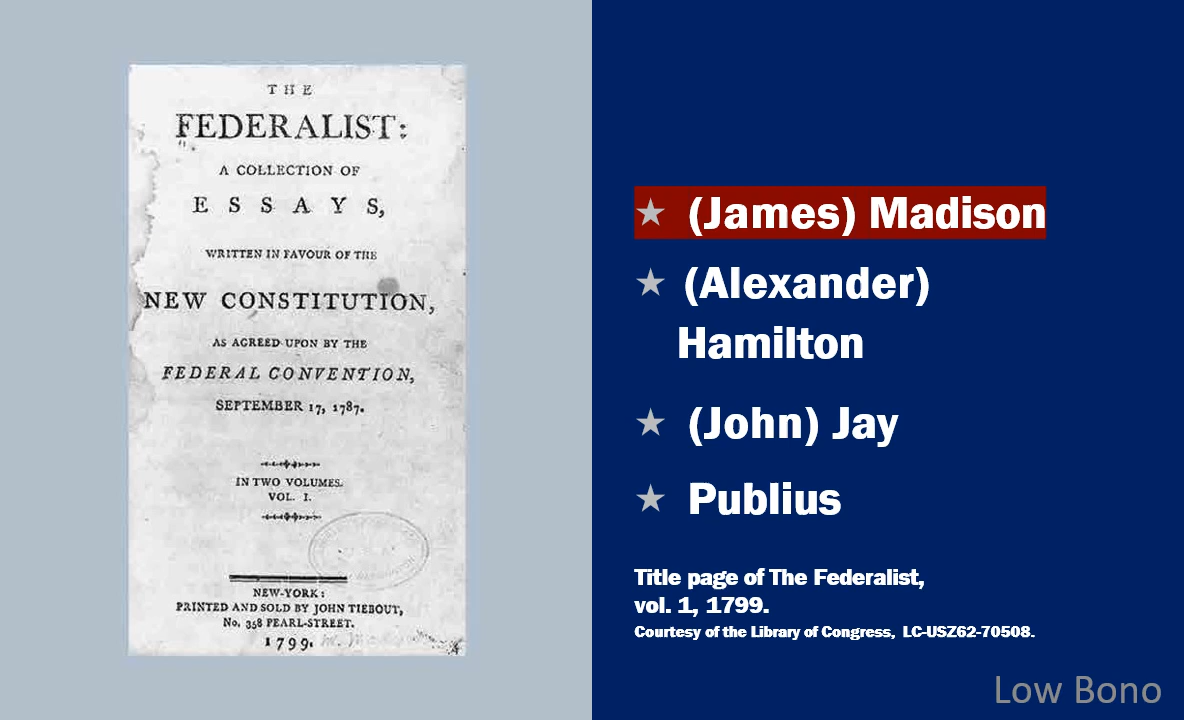 THE
FEDERALIST:
A COLLECTION OF
ESSAYS,
WRITTEN IN FAVOUR OF THE
NEW CONSTITUTION,
AS AGREED UPON BY THE
FEDERAL CONVENTION,
SEPTEMBER 17, 1787.
IN TWO VOLUMES.
VOL. I.
NEW-YORK:
PRINTED AND SOLD BY JOHN TIEBOUT,
No. 358 PEARL-STREET.
1799.
★ (James) Madison
★ (Alexander)
Hamilton
★ (John) Jay
★ Publius
Title page of The Federalist,
vol. 1, 1799.
Courtesy of the Library of Congress, LC-USZ62-70508.
Low Bono